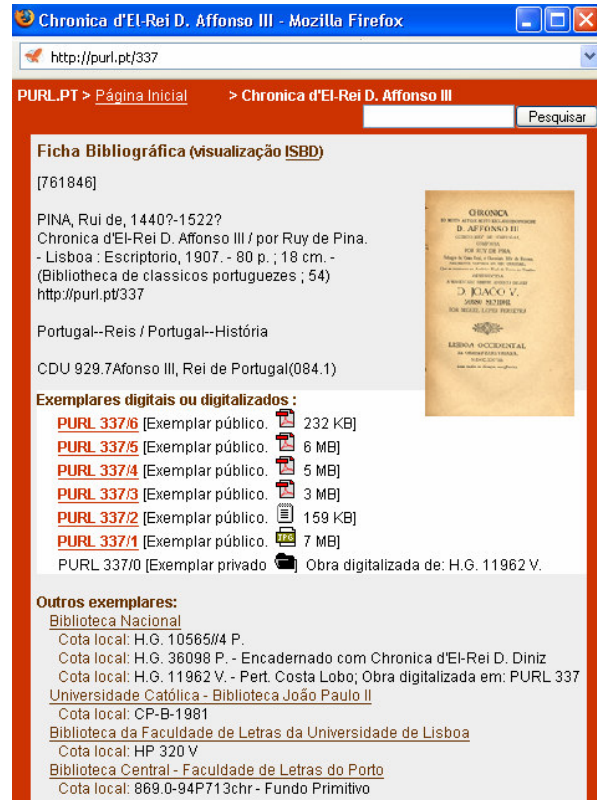 Chronica d'El-Rei D. Affonso III - Mozilla Firefox
http://purl.pt/337
PURL.PT > Página Inicial > Chronica d'El-Rei D. Affonso III
Pesquisar
Ficha Bibliográfica (visualização ISBD)
[761846]
PINA, Rui de, 1440?-1522?
Chronica d'El-Rei D. Affonso III / por Ruy de Pina.
- Lisboa : Escriptorio, 1907. - 80 p. ; 18 cm. -
(Bibliotheca de classicos portuguezes ; 54)
http://purl.pt/337
Portugal--Reis / Portugal--História
CDU 929.7Afonso III, Rei de Portugal(084.1)
CHRONICA
D. AFFONSO III
D. JOAO V.
LISBOA OCCIDENTAL
Exemplares digitais ou digitalizados :
PURL 337/6 [Exemplar público. 232 KB]
PURL 337/5 [Exemplar público. 6 MB]
PURL 337/4 [Exemplar público. 5 MB]
PURL 337/3 [Exemplar público. 3 MB]
PURL 337/2 [Exemplar público. 159 KB]
PURL 337/1 [Exemplar público. JPG 7 MB]
PURL 337/0 [Exemplar privado ] Obra digitalizada de: H.G. 11962 V.
Outros exemplares:
Biblioteca Nacional
Cota local: H.G. 10565//4 P.
Cota local: H.G. 36098 P. - Encadernado com Chronica d'El-Rei D. Diniz
Cota local: H.G. 11962 V. - Pert. Costa Lobo; Obra digitalizada em: PURL 337
Universidade Católica - Biblioteca João Paulo II
Cota local: CP-B-1981
Biblioteca da Faculdade de Letras da Universidade de Lisboa
Cota local: HP 320 V
Biblioteca Central - Faculdade de Letras do Porto
Cota local: 869.0-94P713chr - Fundo Primitivo